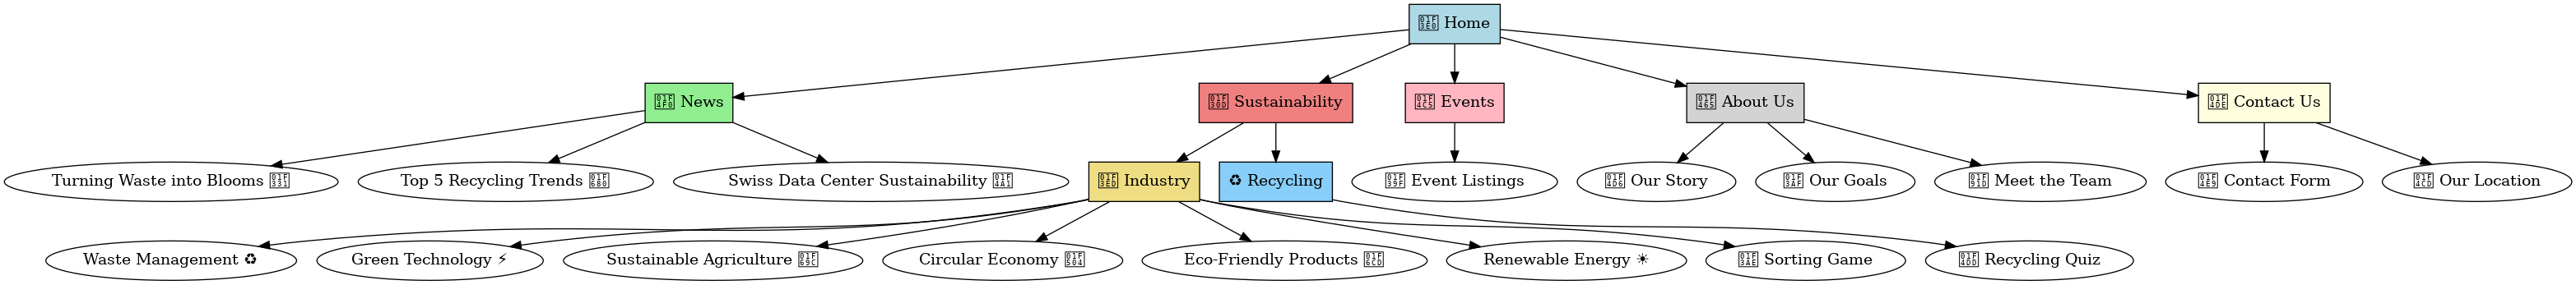 🏠 Home
📰 News
🌍 Sustainability
📅 Events
👥 About Us
📞 Contact Us
Turning Waste into Blooms 🌱
Top 5 Recycling Trends 🚀
Swiss Data Center Sustainability 💡
🏭 Industry
♻ Recycling
🎟 Event Listings
📖 Our Story
🎯 Our Goals
🤝 Meet the Team
📩 Contact Form
📍 Our Location
Waste Management ♻
Green Technology ⚡
Sustainable Agriculture 🚜
Circular Economy 🔄
Eco-Friendly Products 🛍
Renewable Energy ☀
🎮 Sorting Game
📝 Recycling Quiz